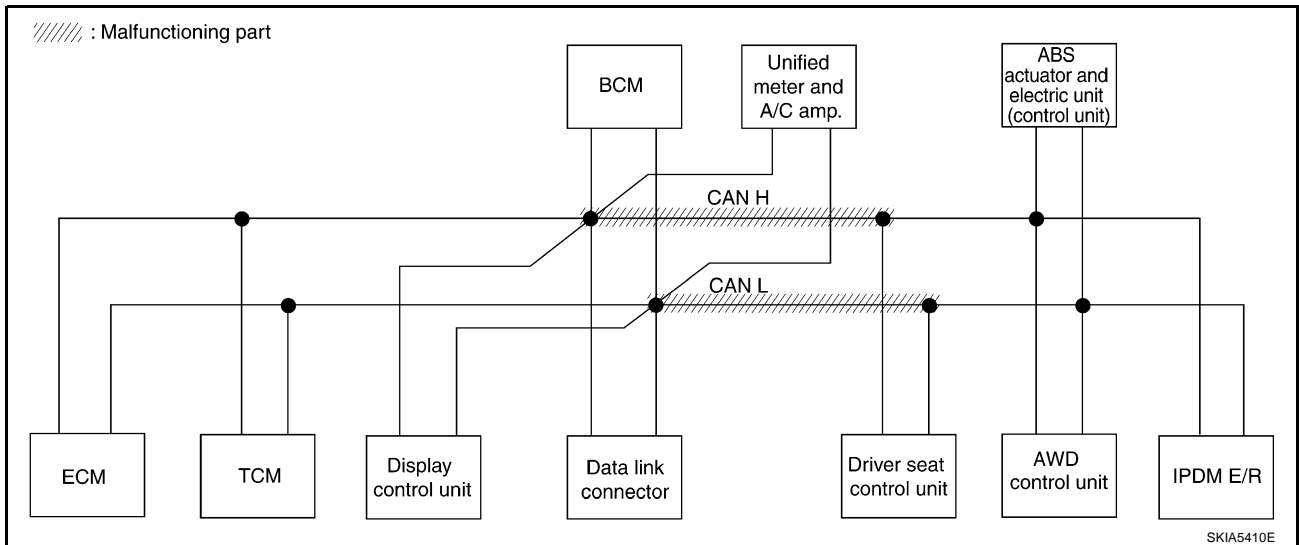 : Malfunctioning part
BCM
Unified
meter and
A/C amp.
ABS
actuator and
electric unit
(control unit)
CAN H
CAN L
ECM
TCM
Display
control unit
Data link
connector
Driver seat
control unit
AWD
control unit
IPDM E/R
SKIA5410E